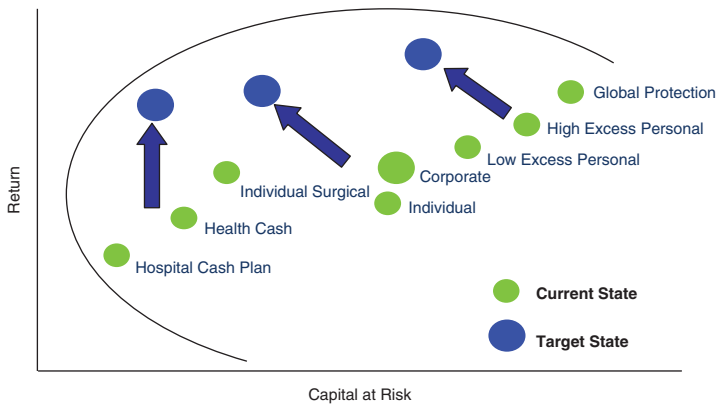 Global Protection
High Excess Personal
Low Excess Personal
Corporate
Individual Surgical
Individual
Health Cash
Hospital Cash Plan
Return
Current State
Target State
Capital at Risk